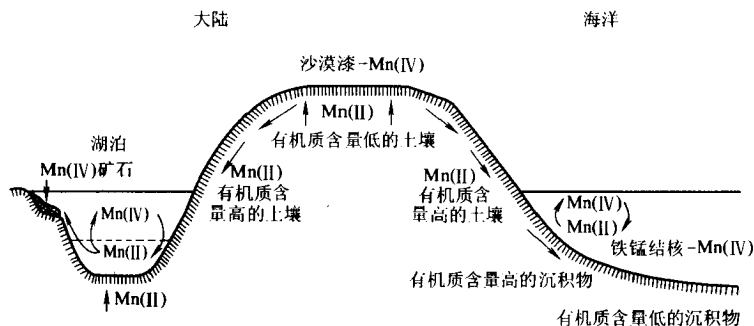 大陆
海洋
沙漠漆-Mn(IV)
Mn(II)
有机质含量低的土壤
湖泊
Mn(IV)矿石
Mn(IV)
Mn(II)
Mn(II)
Mn(II)
有机质含
量高的土壤
Mn(II)
有机质含
量高的土壤
Mn(IV)
Mn(II)
铁锰结核-Mn(IV)
有机质含量高的沉积物
有机质含量低的沉积物